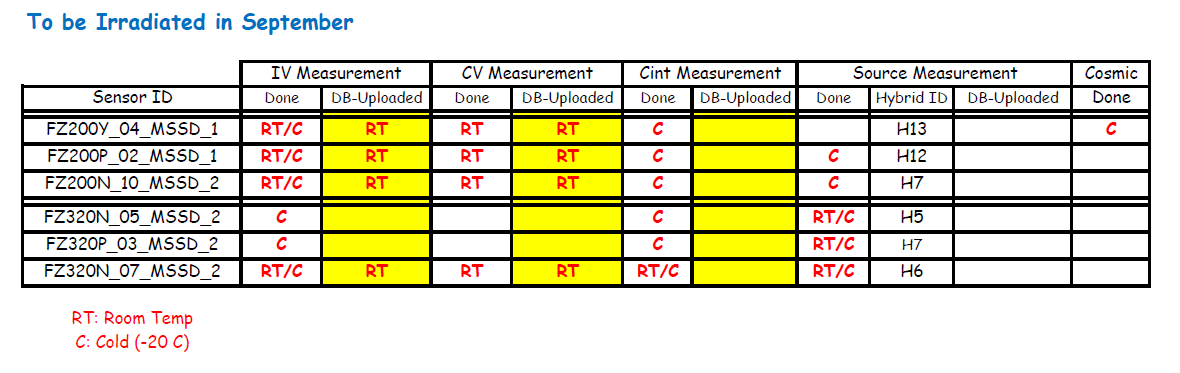 To be Irradiated in September
IV Measurement CV Measurement Cint Measurement Source Measurement Cosmic
Sensor ID Done DB-Uploaded Done DB-Uploaded Done DB-Uploaded Done Hybrid ID DB-Uploaded Done
FZ200Y_04_MSSD_1 RT/C RT RT RT C H13 C
FZ200P_02_MSSD_1 RT/C RT RT RT C C H12
FZ200N_10_MSSD_2 RT/C RT RT RT C C H7
FZ320N_05_MSSD_2 C C RT/C H5
FZ320P_03_MSSD_2 C C RT/C H7
FZ320N_07_MSSD_2 RT/C RT RT RT RT/C RT/C H6
RT: Room Temp
C: Cold (-20 C)